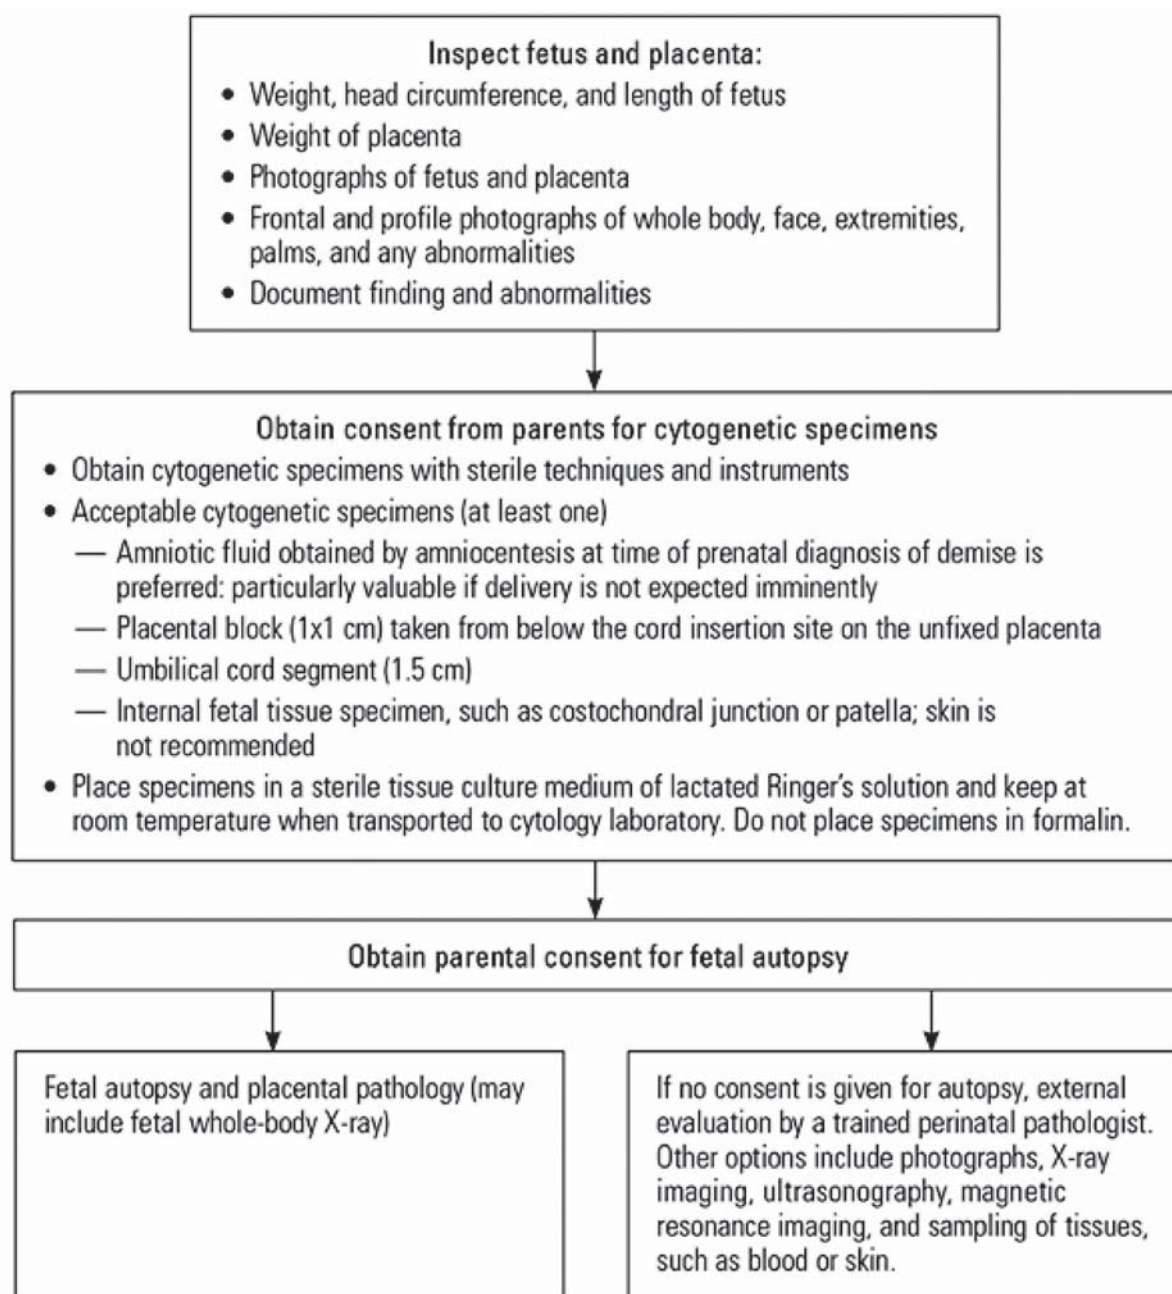 Inspect fetus and placenta:
• Weight, head circumference, and length of fetus
• Weight of placenta
• Photographs of fetus and placenta
• Frontal and profile photographs of whole body, face, extremities,
palms, and any abnormalities
• Document finding and abnormalities
Obtain consent from parents for cytogenetic specimens
• Obtain cytogenetic specimens with sterile techniques and instruments
• Acceptable cytogenetic specimens (at least one)
— Amniotic fluid obtained by amniocentesis at time of prenatal diagnosis of demise is
preferred: particularly valuable if delivery is not expected imminently
— Placental block (1x1 cm) taken from below the cord insertion site on the unfixed placenta
— Umbilical cord segment (1.5 cm)
— Internal fetal tissue specimen, such as costochondral junction or patella; skin is
not recommended
• Place specimens in a sterile tissue culture medium of lactated Ringer's solution and keep at
room temperature when transported to cytology laboratory. Do not place specimens in formalin.
Obtain parental consent for fetal autopsy
Fetal autopsy and placental pathology (may
include fetal whole-body X-ray)
If no consent is given for autopsy, external
evaluation by a trained perinatal pathologist.
Other options include photographs, X-ray
imaging, ultrasonography, magnetic
resonance imaging, and sampling of tissues,
such as blood or skin.